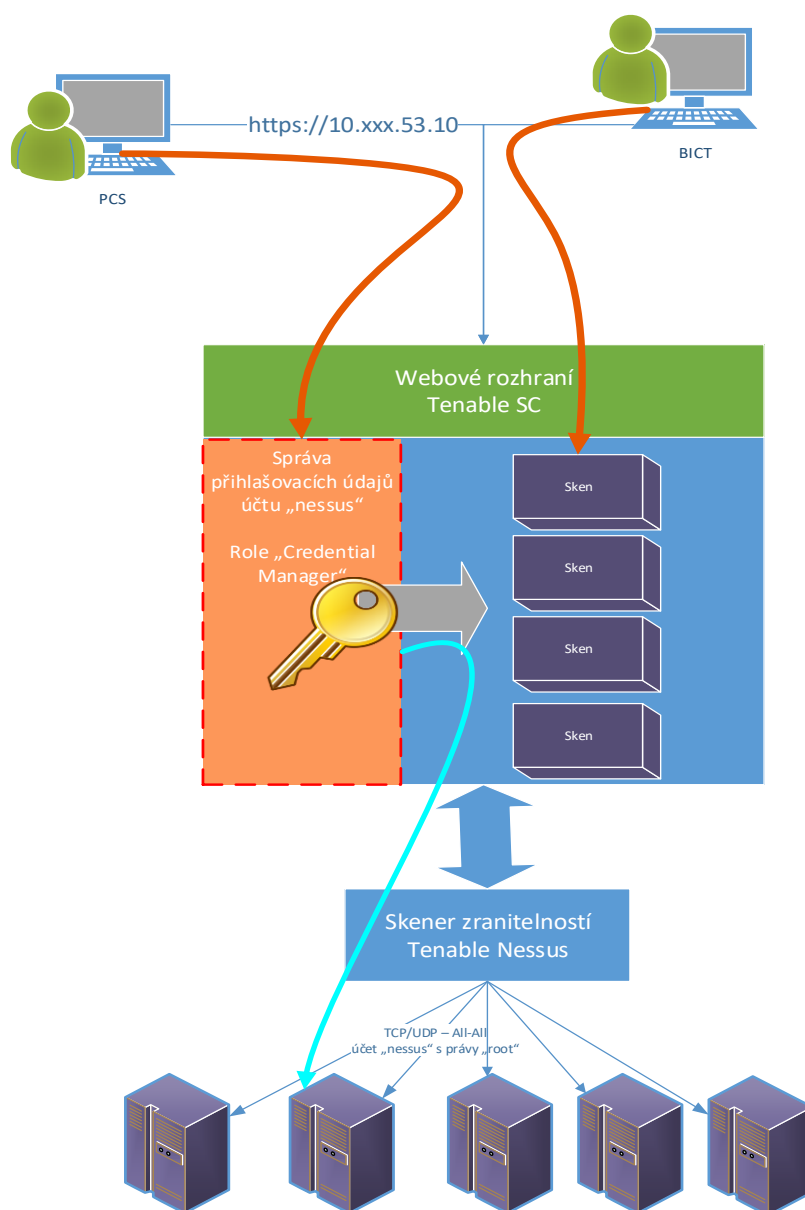 https://10.xxx.53.10
PCS
BICT
Webové rozhraní
Tenable SC
Správa
přihlašovacích údajů
účtu „nessus“
Role „Credential
Manager“
Sken
Sken
Sken
Sken
Skener zranitelností
Tenable Nessus
TCP/UDP – All-All
účet „nessus“ s právy „root“